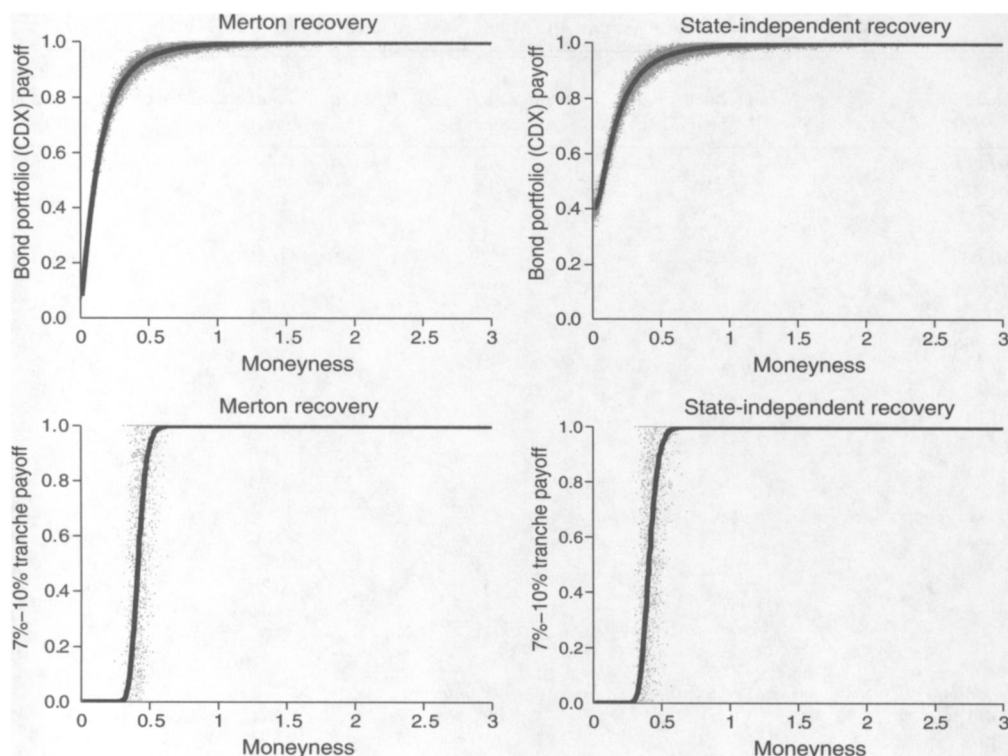 Merton recovery
Bond portfolio (CDX) payoff
1.0
0.8
0.6
0.4
0.2
0.0
0 0.5 1 1.5 2 2.5 3
Moneyness
State-independent recovery
Bond portfolio (CDX) payoff
1.0
0.8
0.6
0.4
0.2
0.0
0 0.5 1 1.5 2 2.5 3
Moneyness
Merton recovery
7%–10% tranche payoff
1.0
0.8
0.6
0.4
0.2
0.0
0 0.5 1 1.5 2 2.5 3
Moneyness
State-independent recovery
7%–10% tranche payoff
1.0
0.8
0.6
0.4
0.2
0.0
0 0.5 1 1.5 2 2.5 3
Moneyness